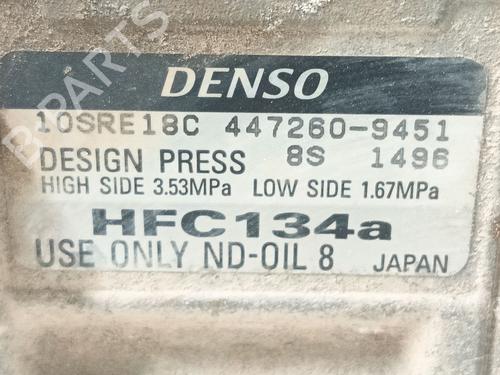 DENSO
10SRE18C 447260-9451
DESIGN PRESS 8S 1496
HIGH SIDE 3.53MPa LOW SIDE 1.67MPa
HFC134a
USE ONLY ND-OIL 8 JAPAN
B-PARTS